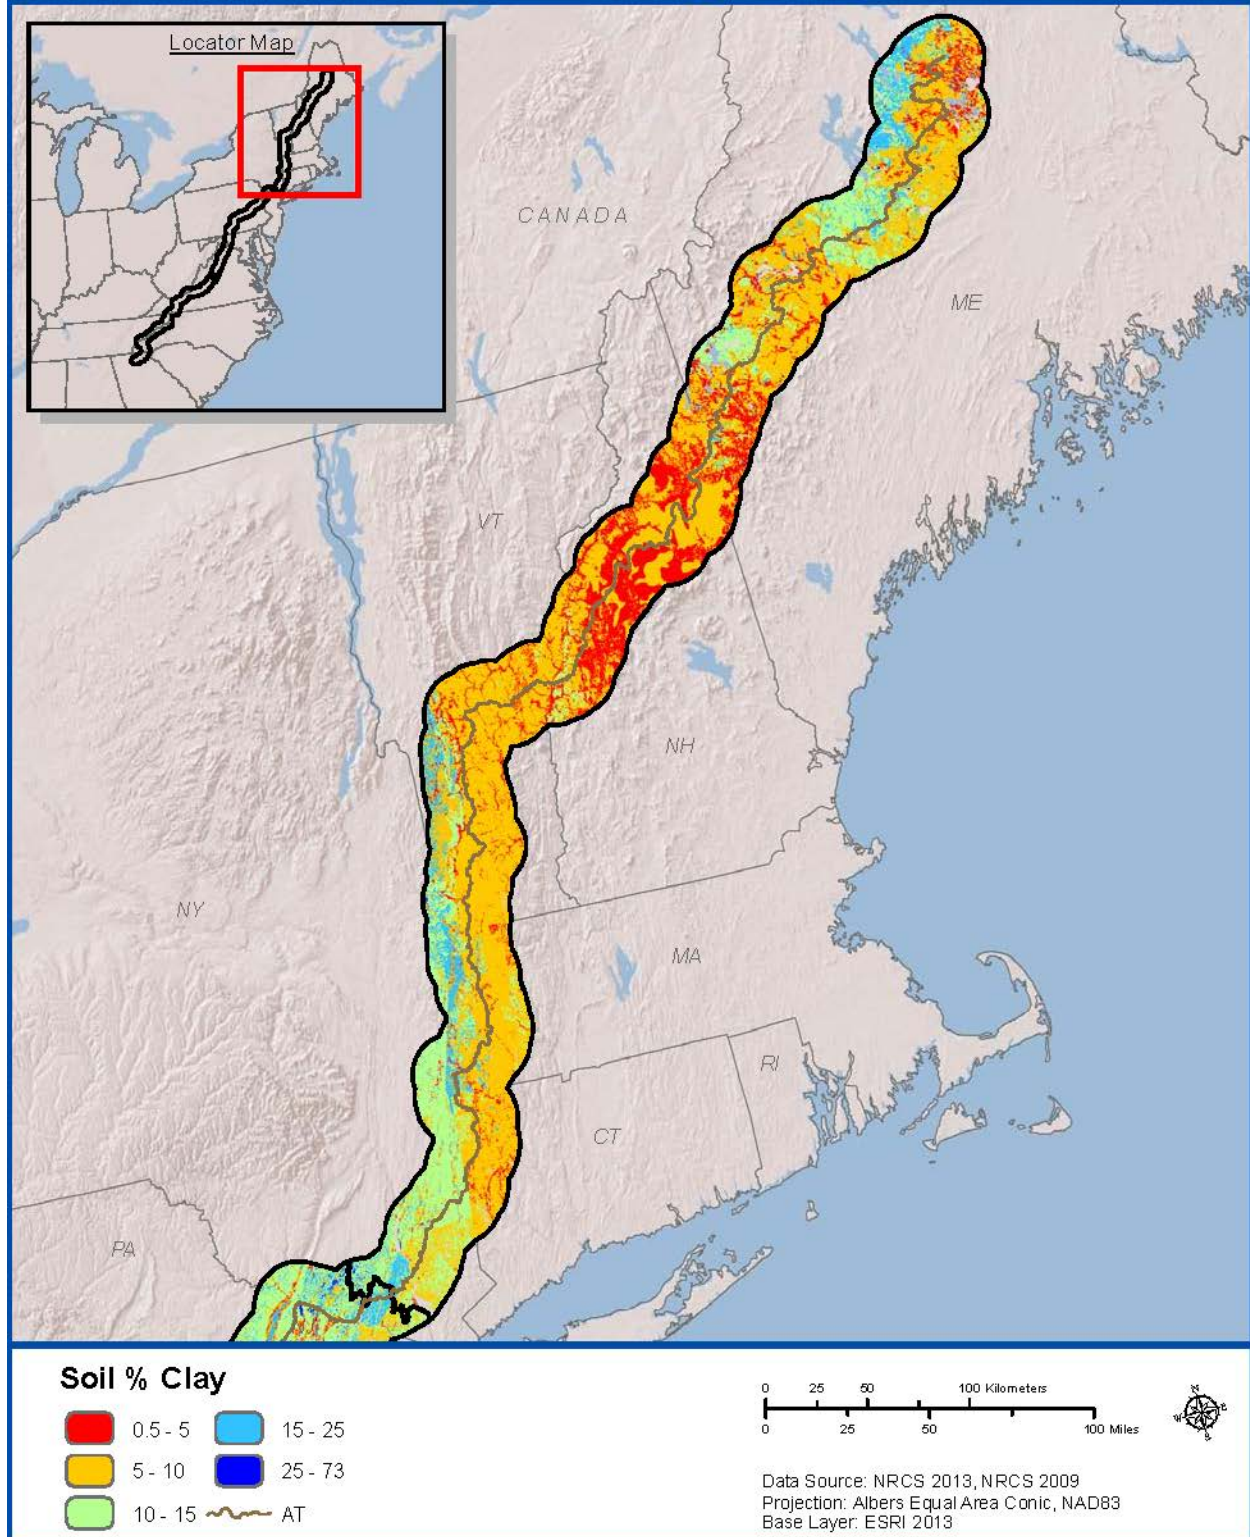 Locator Map
CANADA
ME
VT
NH
NY
MA
RI
CT
PA
Soil % Clay
0.5 - 5
15 - 25
5 - 10
25 - 73
10 - 15
AT
0 25 50 100 Kilometers
0 25 50 100 Miles
Data Source: NRCS 2013, NRCS 2009
Projection: Albers Equal Area Conic, NAD83
Base Layer: ESRI 2013